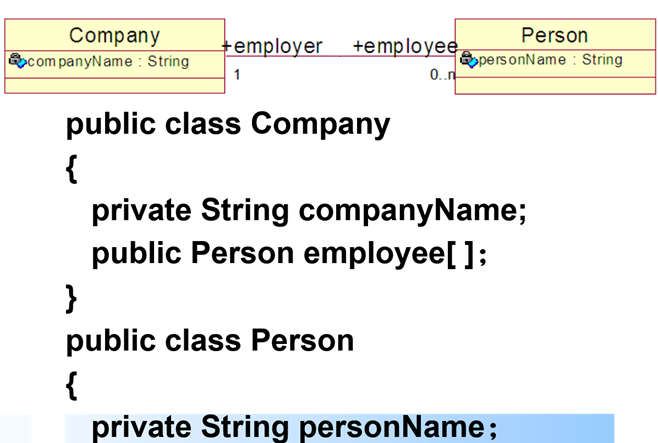 Company
Person
+employer
+employee
companyName : String
personName : String
1
0..n
public class Company
{
private String companyName;
public Person employee[ ]；
}
public class Person
{
private String personName；